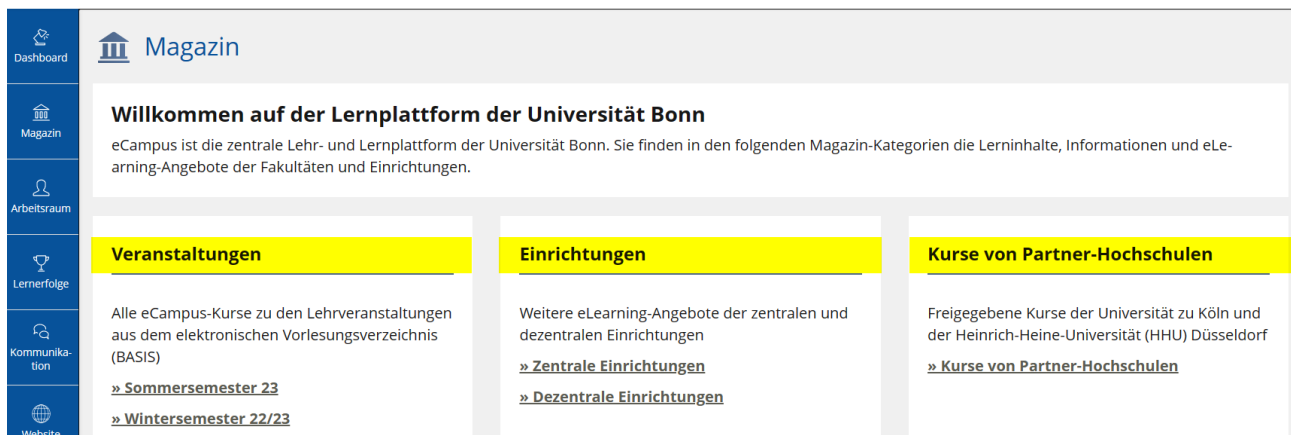 Dashboard
Magazin
Arbeitsraum
Lernerfolge
Kommunika-
tion
Website
Magazin
Willkommen auf der Lernplattform der Universität Bonn
eCampus ist die zentrale Lehr- und Lernplattform der Universität Bonn. Sie finden in den folgenden Magazin-Kategorien die Lerninhalte, Informationen und eLe-
arning-Angebote der Fakultäten und Einrichtungen.
Veranstaltungen
Alle eCampus-Kurse zu den Lehrveranstaltungen
aus dem elektronischen Vorlesungsverzeichnis
(BASIS)
» Sommersemester 23
» Wintersemester 22/23
Einrichtungen
Weitere eLearning-Angebote der zentralen und
dezentralen Einrichtungen
» Zentrale Einrichtungen
» Dezentrale Einrichtungen
Kurse von Partner-Hochschulen
Freigegebene Kurse der Universität zu Köln und
der Heinrich-Heine-Universität (HHU) Düsseldorf
» Kurse von Partner-Hochschulen